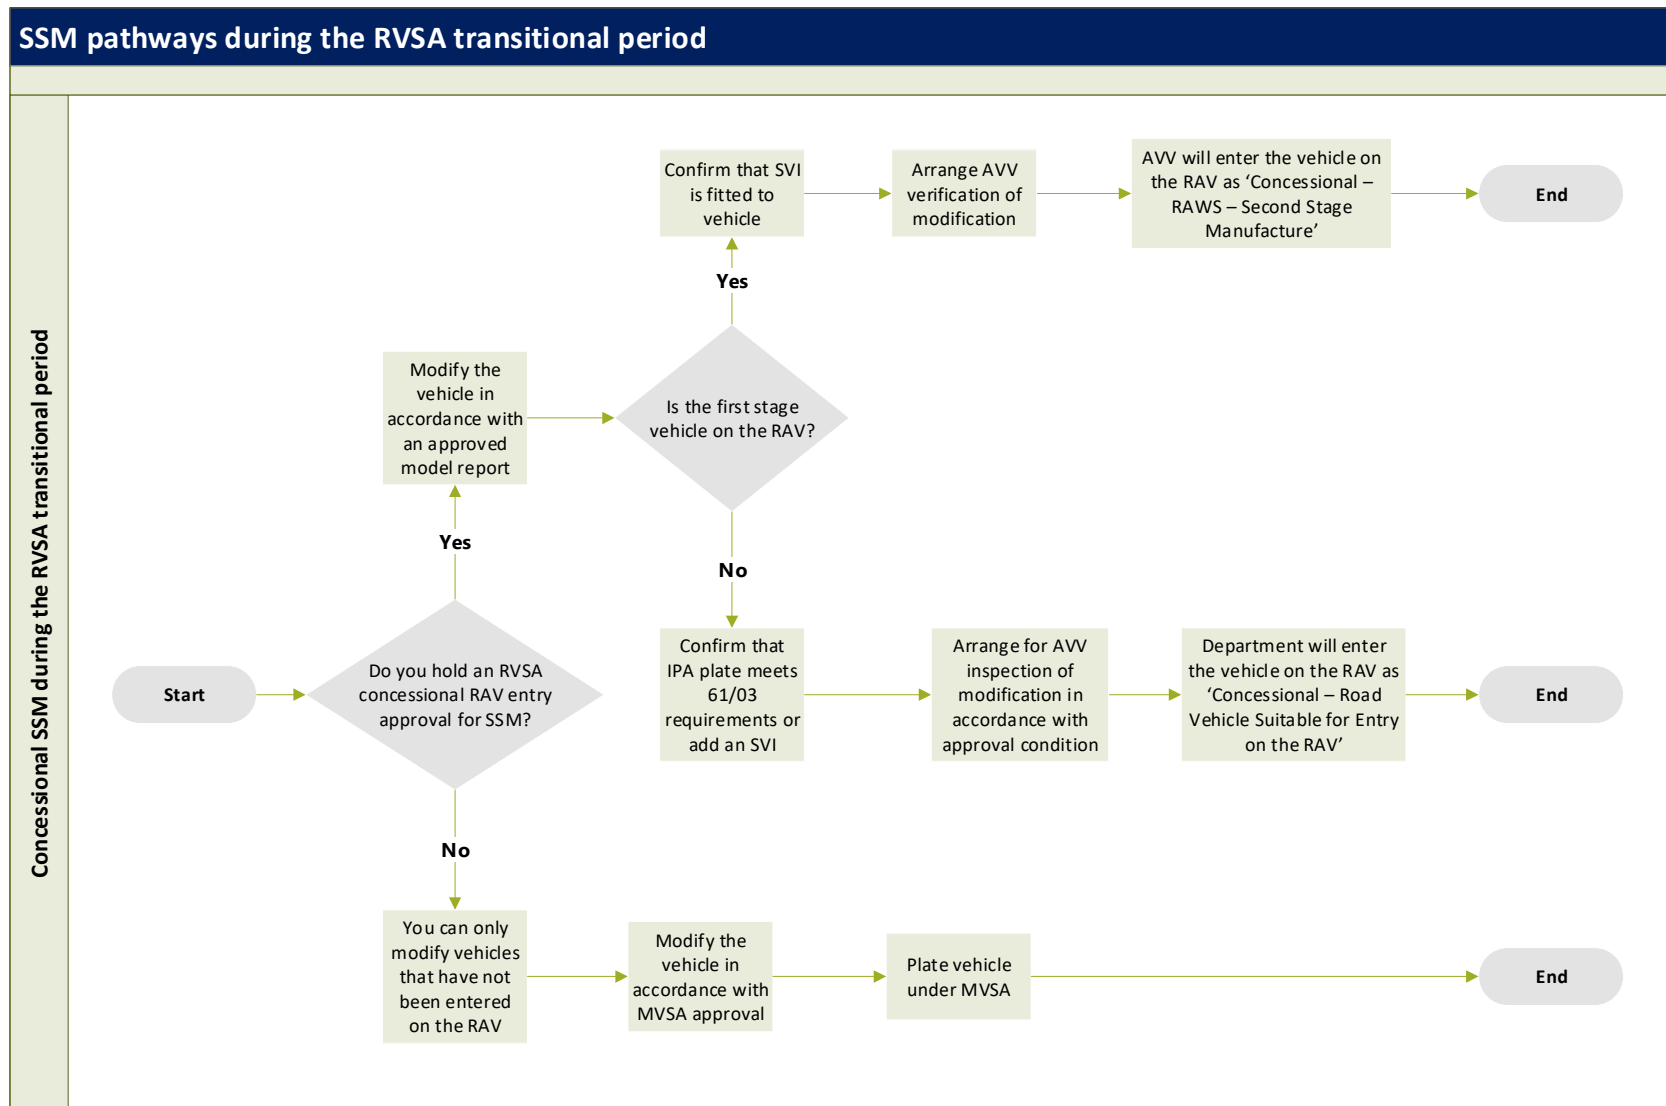 SSM pathways during the RVSA transitional period
Concessional SSM during the RVSA transitional period
Start
Do you hold an RVSA
concessional RAV entry
approval for SSM?
Yes
Modify the
vehicle in
accordance with
an approved
model report
Is the first stage
vehicle on the RAV?
Yes
Confirm that SVI
is fitted to
vehicle
Arrange AVV
verification of
modification
AVV will enter the vehicle on
the RAV as ‘Concessional –
RAWS – Second Stage
Manufacture’
End
No
Confirm that
IPA plate meets
61/03
requirements or
add an SVI
Arrange for AVV
inspection of
modification in
accordance with
approval condition
Department will enter
the vehicle on the RAV as
‘Concessional – Road
Vehicle Suitable for Entry
on the RAV’
End
No
You can only
modify vehicles
that have not
been entered
on the RAV
Modify the
vehicle in
accordance with
MVSA approval
Plate vehicle
under MVSA
End